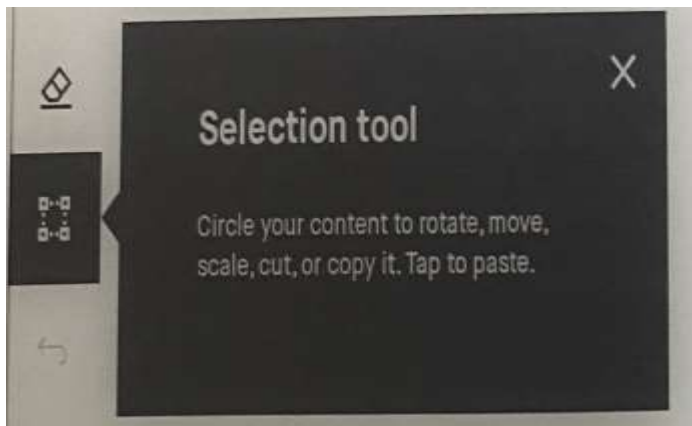 Selection tool
Circle your content to rotate, move,
scale, cut, or copy it. Tap to paste.